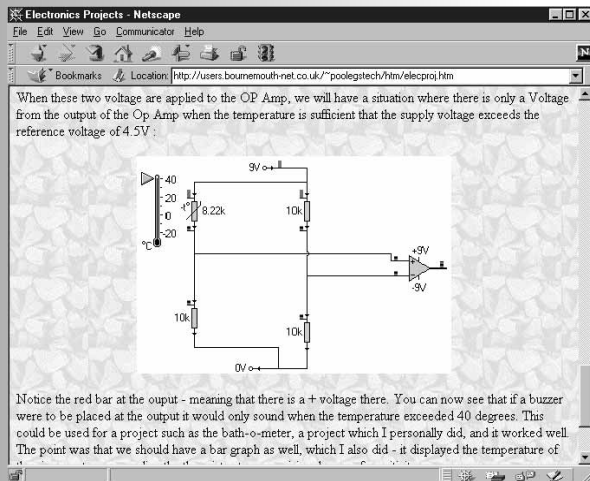 Electronics Projects - Netscape
File Edit View Go Communicator Help
Bookmarks Location: http://users.bournemouth-net.co.uk/~poolegstech/htm/elecproj.htm
When these two voltage are applied to the OP Amp, we will have a situation where there is only a Voltage
from the output of the Op Amp when the temperature is sufficient that the supply voltage exceeds the
reference voltage of 4.5V :
9V
40
20
0
-20
°C
t°
8.22k
10k
+9V
+
-
-9V
10k
10k
0V
Notice the red bar at the ouput - meaning that there is a + voltage there. You can now see that if a buzzer
were to be placed at the output it would only sound when the temperature exceeded 40 degrees. This
could be used for a project such as the bath-o-meter, a project which I personally did, and it worked well.
The point was that we should have a bar graph as well, which I also did - it displayed the temperature of